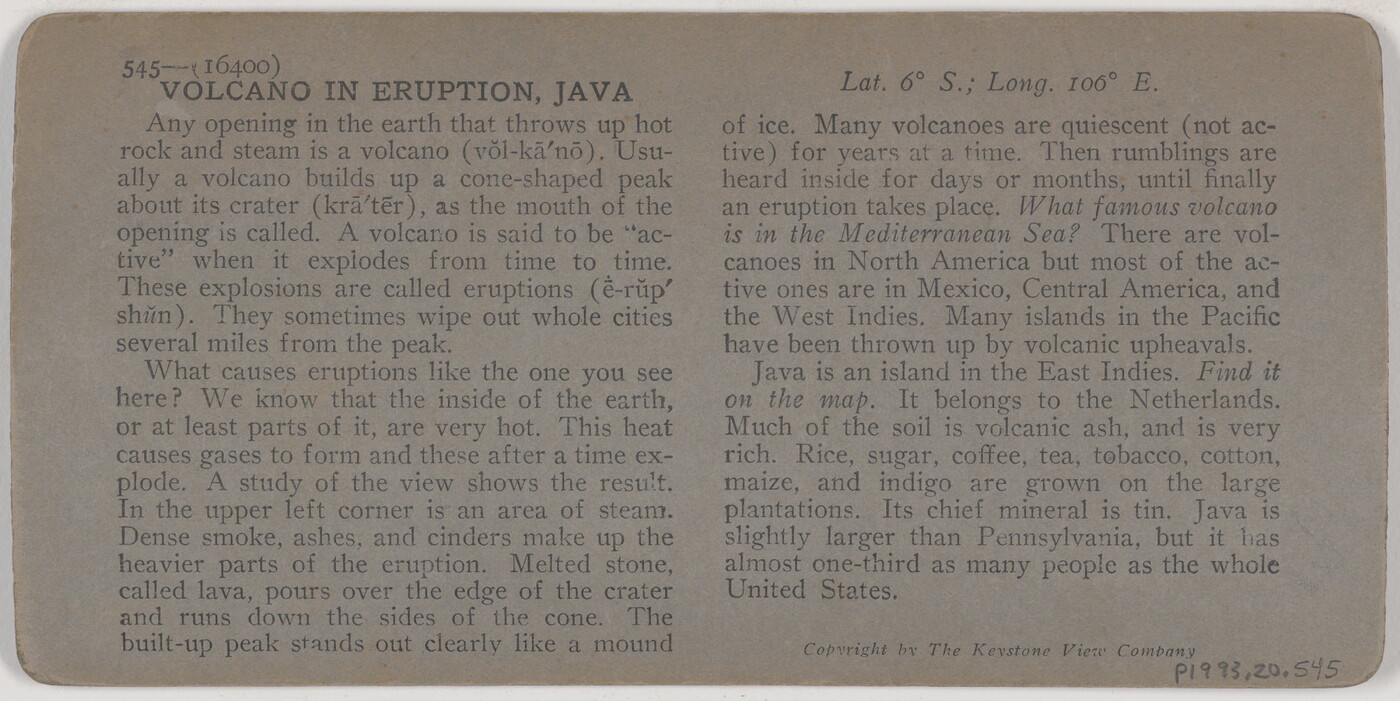 545—(16400)
VOLCANO IN ERUPTION, JAVA
Any opening in the earth that throws up hot
rock and steam is a volcano (vŏl-kā′nō). Usu-
ally a volcano builds up a cone-shaped peak
about its crater (krā′tẽr), as the mouth of the
opening is called. A volcano is said to be “ac-
tive” when it explodes from time to time.
These explosions are called eruptions (ḗ-rŭp′
shŭn). They sometimes wipe out whole cities
several miles from the peak.
What causes eruptions like the one you see
here? We know that the inside of the earth,
or at least parts of it, are very hot. This heat
causes gases to form and these after a time ex-
plode. A study of the view shows the result.
In the upper left corner is an area of steam.
Dense smoke, ashes, and cinders make up the
heavier parts of the eruption. Melted stone,
called lava, pours over the edge of the crater
and runs down the sides of the cone. The
built-up peak stands out clearly like a mound
Lat. 6° S.; Long. 106° E.
of ice. Many volcanoes are quiescent (not ac-
tive) for years at a time. Then rumblings are
heard inside for days or months, until finally
an eruption takes place. What famous volcano
is in the Mediterranean Sea? There are vol-
canoes in North America but most of the ac-
tive ones are in Mexico, Central America, and
the West Indies. Many islands in the Pacific
have been thrown up by volcanic upheavals.
Java is an island in the East Indies. Find it
on the map. It belongs to the Netherlands.
Much of the soil is volcanic ash, and is very
rich. Rice, sugar, coffee, tea, tobacco, cotton,
maize, and indigo are grown on the large
plantations. Its chief mineral is tin. Java is
slightly larger than Pennsylvania, but it has
almost one-third as many people as the whole
United States.
Copyright by The Keystone View Company
P1993.20.545